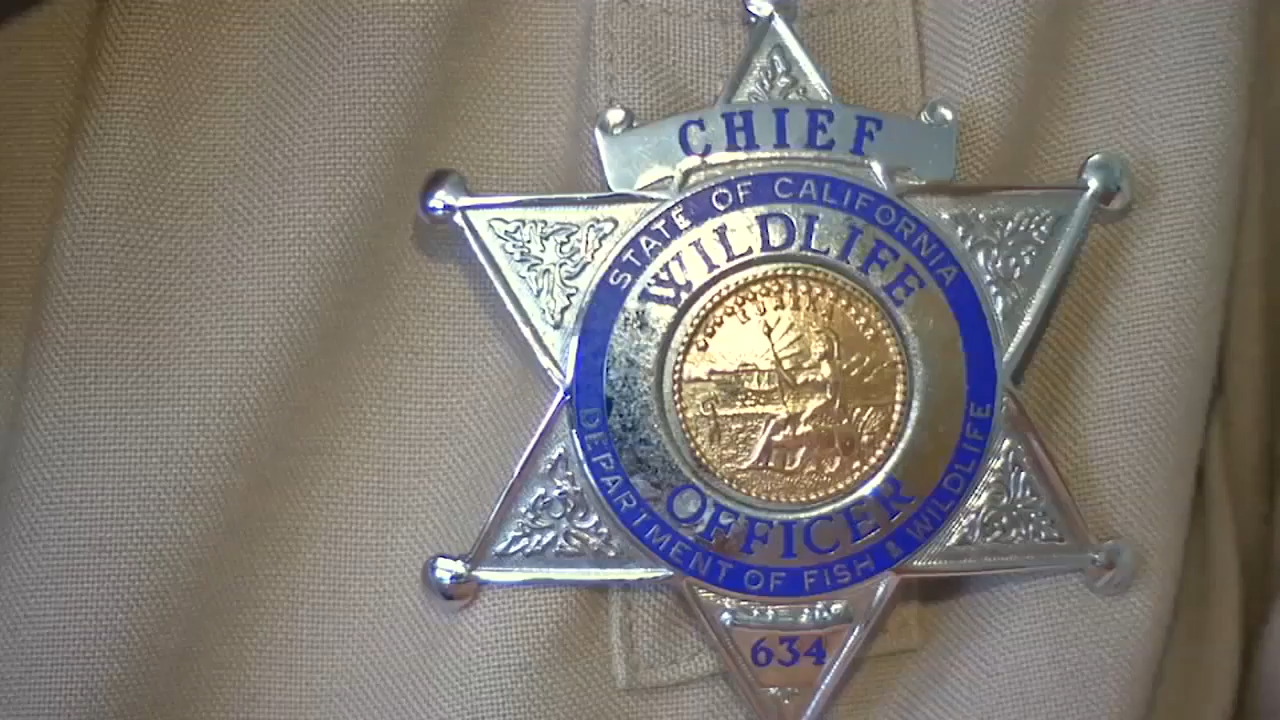 CHIEF
STATE OF CALIFORNIA
WILDLIFE
OFFICER
DEPARTMENT OF FISH & WILDLIFE
634